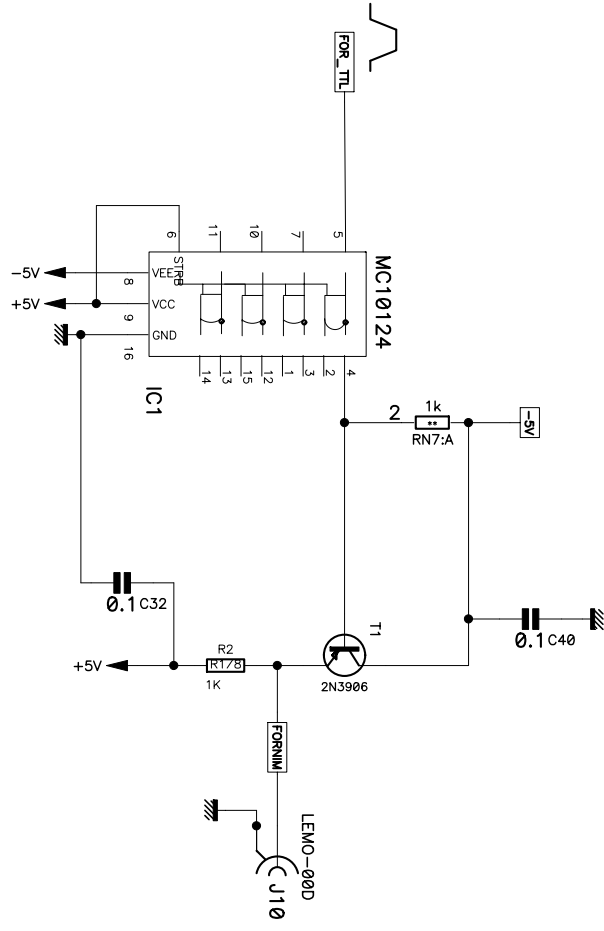 FOR_TTL
11
10
7
5
6
STRB
MC10124
-5V
VEE
8
+5V
VCC
9
GND
16
14
13
15
12
1
3
2
4
IC1
2
1k
**
RN7:A
-5V
0.1 C32
0.1 C40
T1
2N3906
+5V
R2
R1/8
1K
FORNIM
LEMO-00D
J10